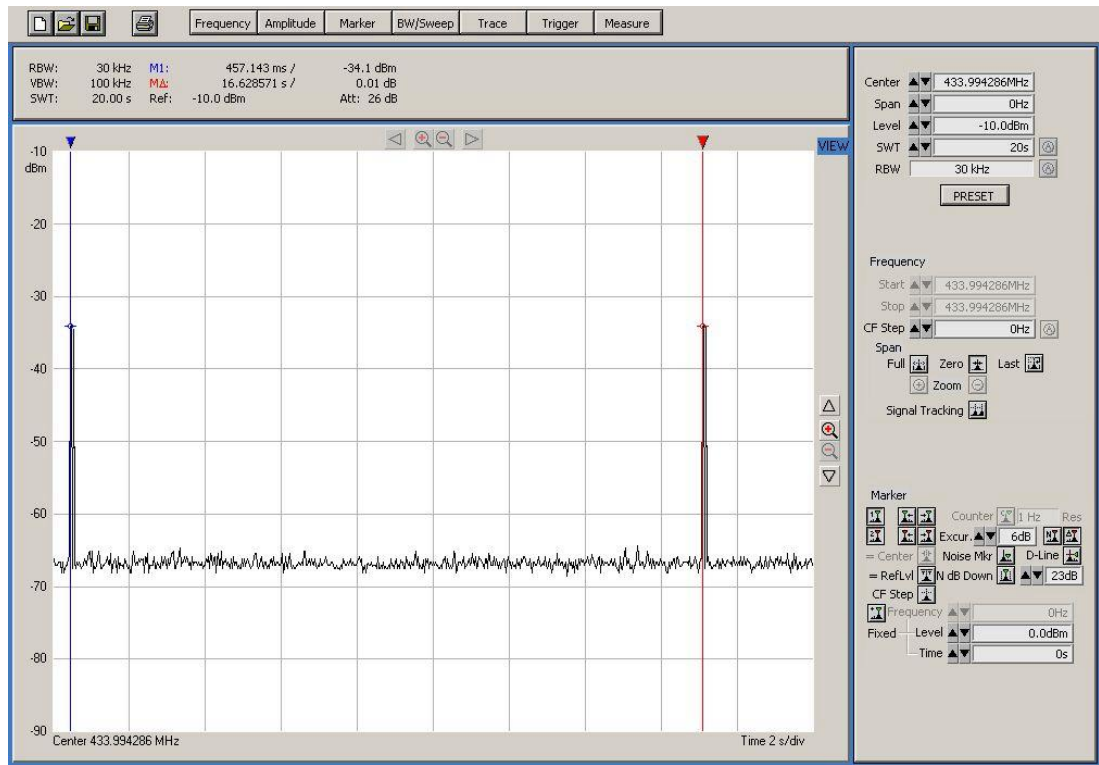 Frequency Amplitude Marker BW/Sweep Trace Trigger Measure
RBW: 30 kHz M1: 457.143 ms / -34.1 dBm
VBW: 100 kHz MΔ: 16.628571 s / 0.01 dB
SWT: 20.00 s Ref: -10.0 dBm Att: 26 dB
VIEW
-10
dBm
-20
-30
-40
-50
-60
-70
-80
-90
Center 433.994286 MHz Time 2 s/div
Center 433.994286MHz
Span 0Hz
Level -10.0dBm
SWT 20s
RBW 30 kHz
PRESET
Frequency
Start 433.994286MHz
Stop 433.994286MHz
CF Step 0Hz
Span
Full Zero Last
Zoom
Signal Tracking
Marker
Counter 1 Hz Res
Excur. 6dB
= Center Noise Mkr D-Line
= RefLvl N dB Down 23dB
CF Step
Frequency 0Hz
Fixed Level 0.0dBm
Time 0s